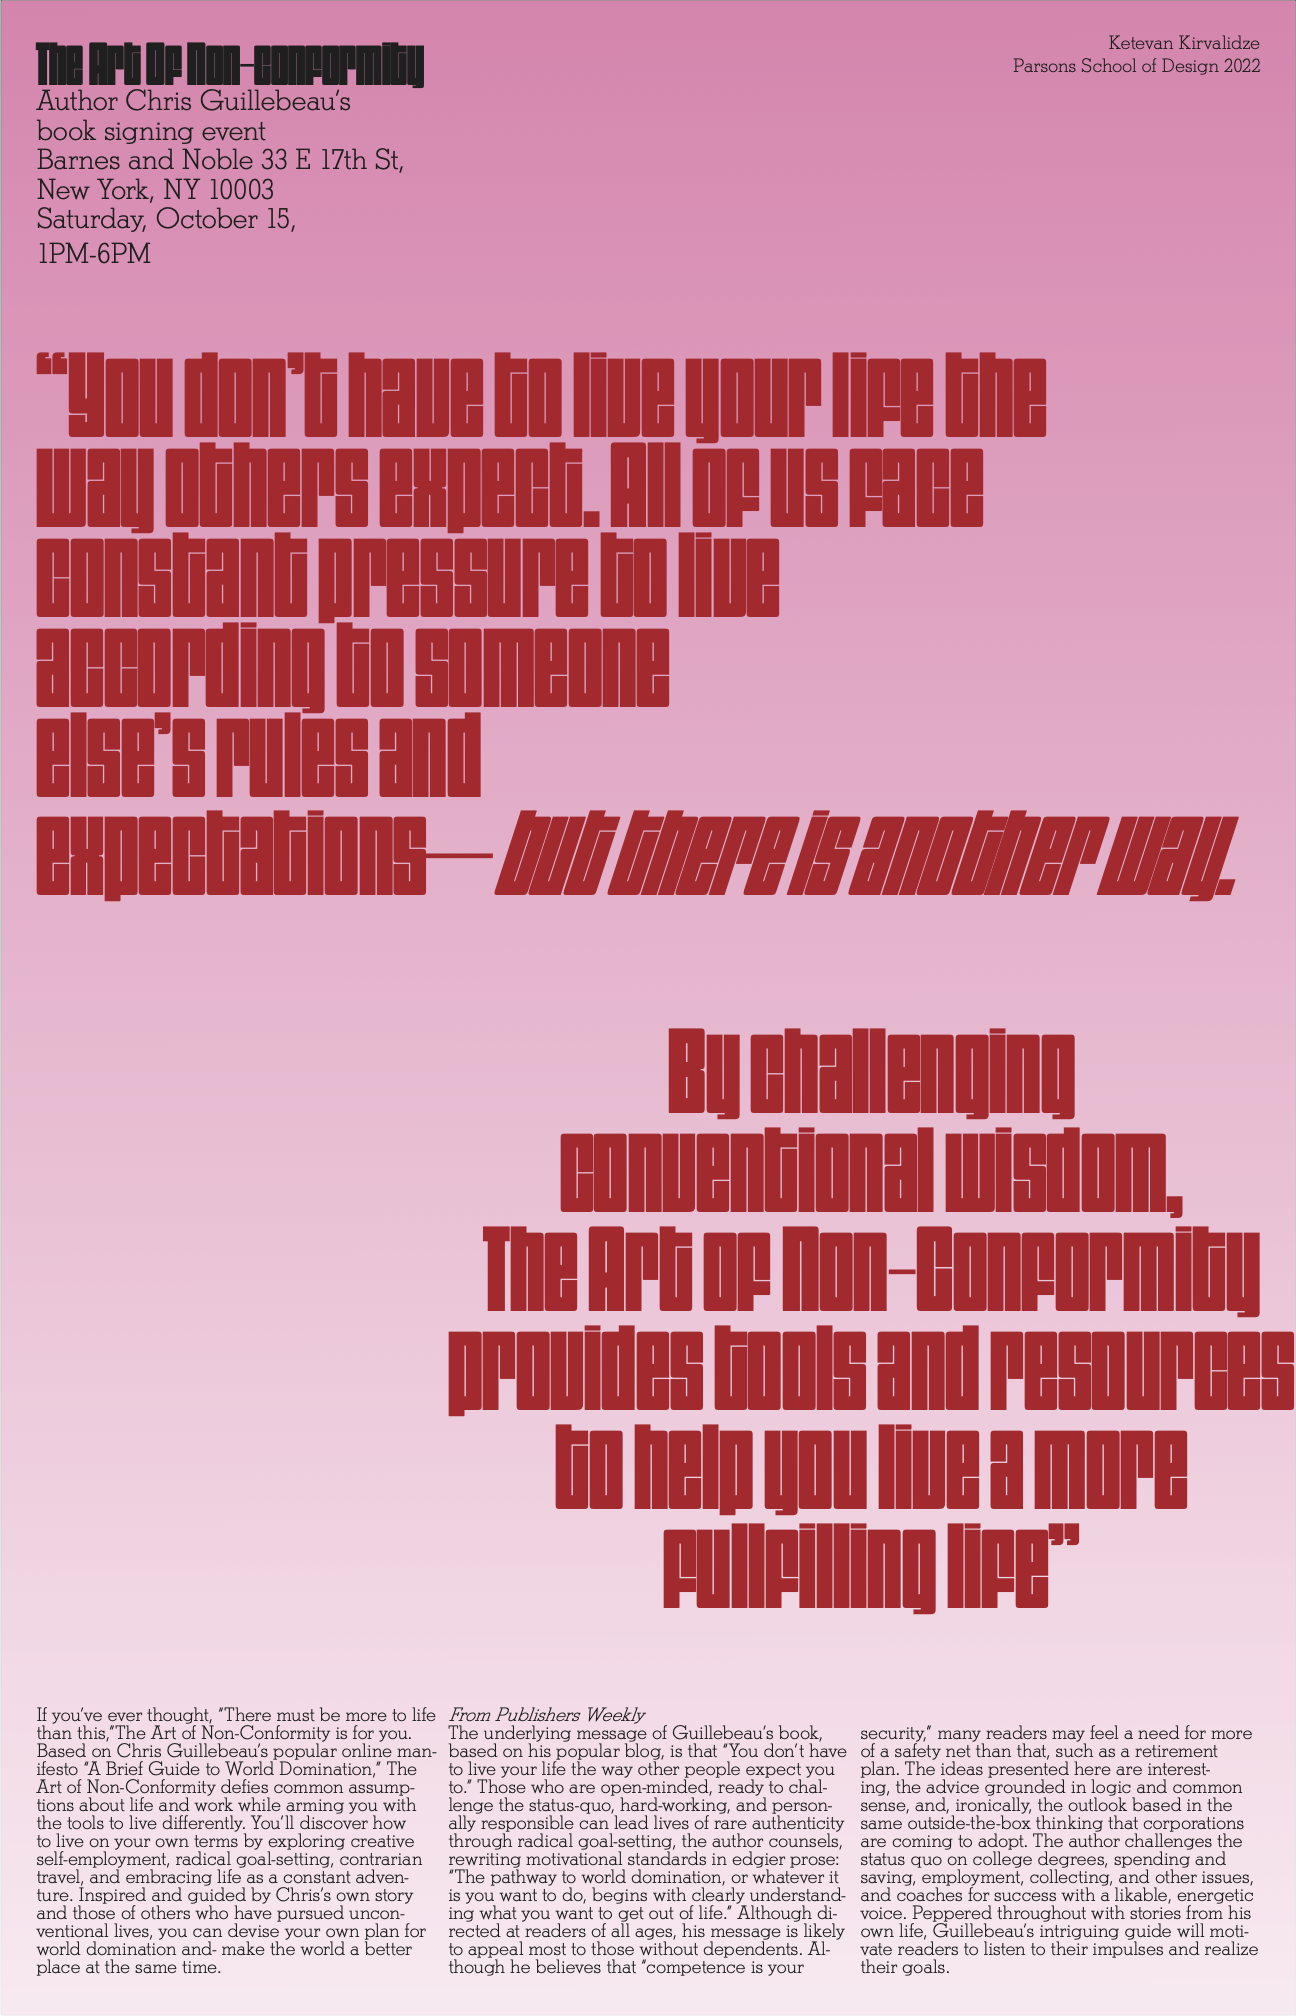 The Art Of Non-conformity
Author Chris Guillebeau's
book signing event
Barnes and Noble 33 E 17th St,
New York, NY 10003
Saturday, October 15,
1PM-6PM
Ketevan Kirvalidze
Parsons School of Design 2022
“You don’t have to live your life the
way others expect. All of us face
constant pressure to live
according to someone
else’s rules and
expectations—but there is another way.
By challenging
conventional wisdom,
The Art of Non-Conformity
provides tools and resources
to help you live a more
fullfilling life”
If you've ever thought, "There must be more to life
than this,"The Art of Non-Conformity is for you.
Based on Chris Guillebeau's popular online man-
ifesto "A Brief Guide to World Domination," The
Art of Non-Conformity defies common assump-
tions about life and work while arming you with
the tools to live differently. You'll discover how
to live on your own terms by exploring creative
self-employment, radical goal-setting, contrarian
travel, and embracing life as a constant adven-
ture. Inspired and guided by Chris's own story
and those of others who have pursued uncon-
ventional lives, you can devise your own plan for
world domination and- make the world a better
place at the same time.
From Publishers Weekly
The underlying message of Guillebeau's book,
based on his popular blog, is that "You don't have
to live your life the way other people expect you
to." Those who are open-minded, ready to chal-
lenge the status-quo, hard-working, and person-
ally responsible can lead lives of rare authenticity
through radical goal-setting, the author counsels,
rewriting motivational standards in edgier prose:
"The pathway to world domination, or whatever it
is you want to do, begins with clearly understand-
ing what you want to get out of life." Although di-
rected at readers of all ages, his message is likely
to appeal most to those without dependents. Al-
though he believes that "competence is your
security," many readers may feel a need for more
of a safety net than that, such as a retirement
plan. The ideas presented here are interest-
ing, the advice grounded in logic and common
sense, and, ironically, the outlook based in the
same outside-the-box thinking that corporations
are coming to adopt. The author challenges the
status quo on college degrees, spending and
saving, employment, collecting, and other issues,
and coaches for success with a likable, energetic
voice. Peppered throughout with stories from his
own life, Guillebeau's intriguing guide will moti-
vate readers to listen to their impulses and realize
their goals.